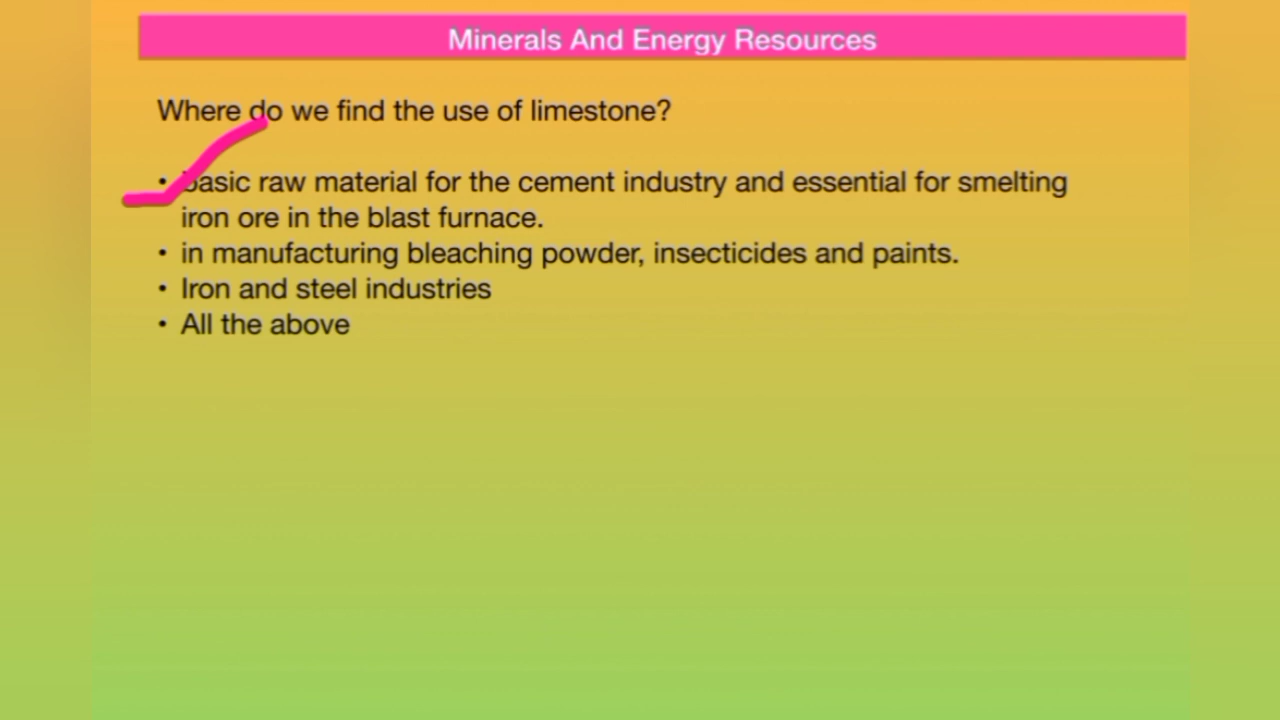 Minerals And Energy Resources
Where do we find the use of limestone?
• basic raw material for the cement industry and essential for smelting
iron ore in the blast furnace.
• in manufacturing bleaching powder, insecticides and paints.
• Iron and steel industries
• All the above